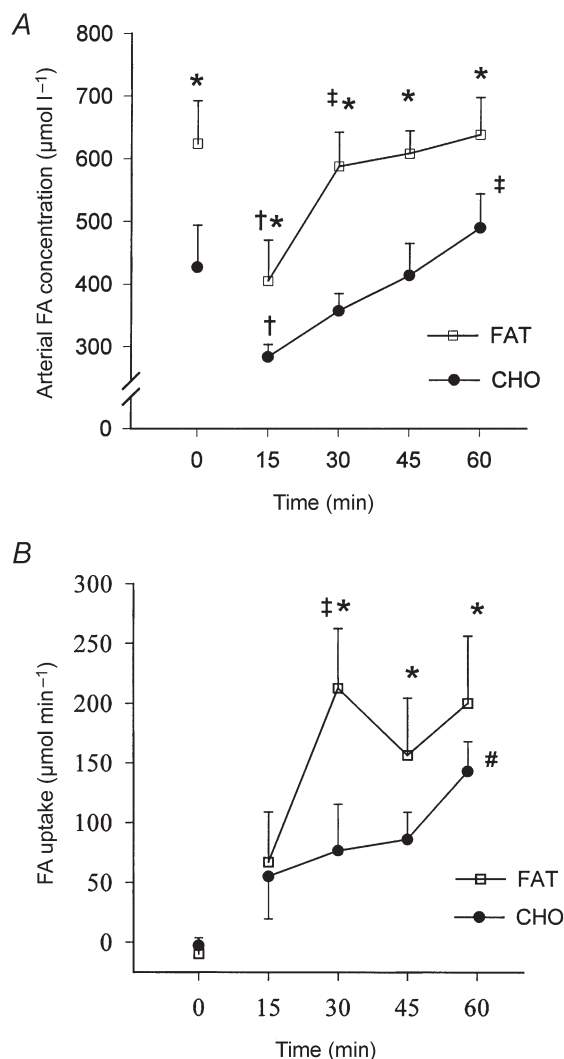 A
Arterial FA concentration (µmol l⁻¹)
800
700
600
500
400
300
0
*
†*
†
‡*
*
*
‡
FAT
CHO
0 15 30 45 60
Time (min)
B
FA uptake (µmol min⁻¹)
300
250
200
150
100
50
0
‡*
*
*
#
FAT
CHO
0 15 30 45 60
Time (min)